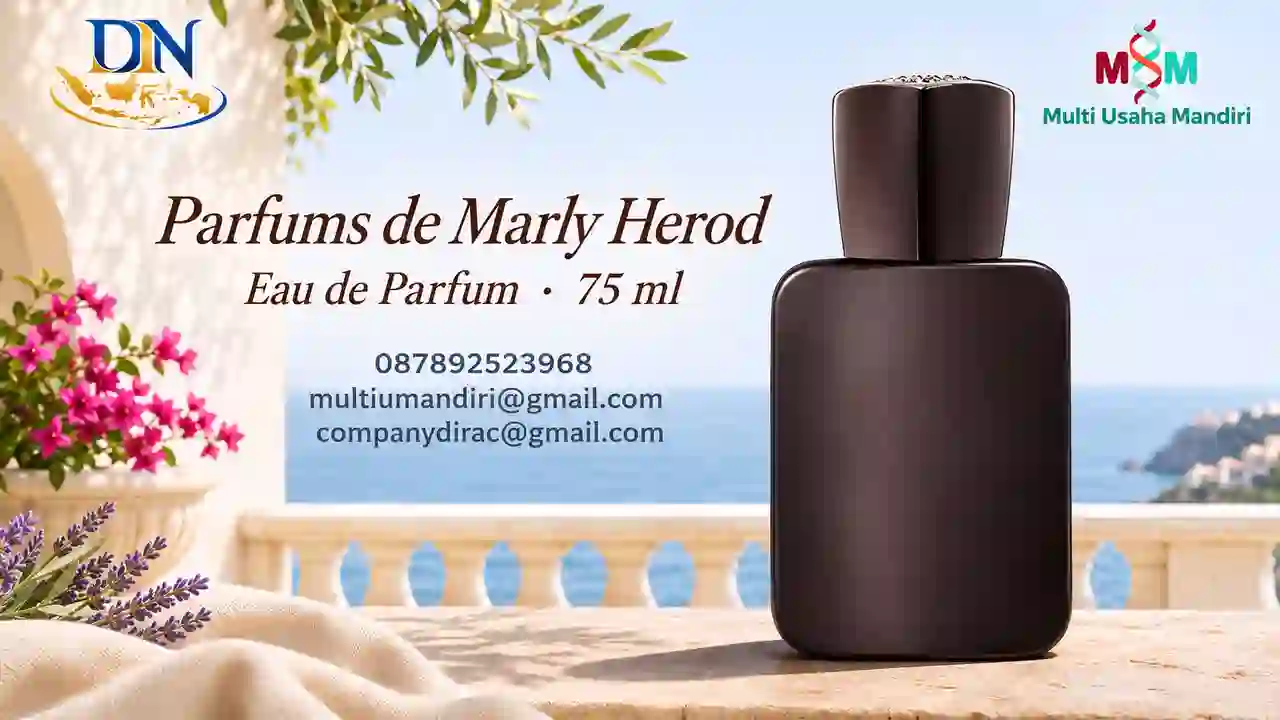 DIN
MSM
Multi Usaha Mandiri
Parfums de Marly Herod
Eau de Parfum · 75 ml
087892523968
multiumandiri@gmail.com
companydirac@gmail.com